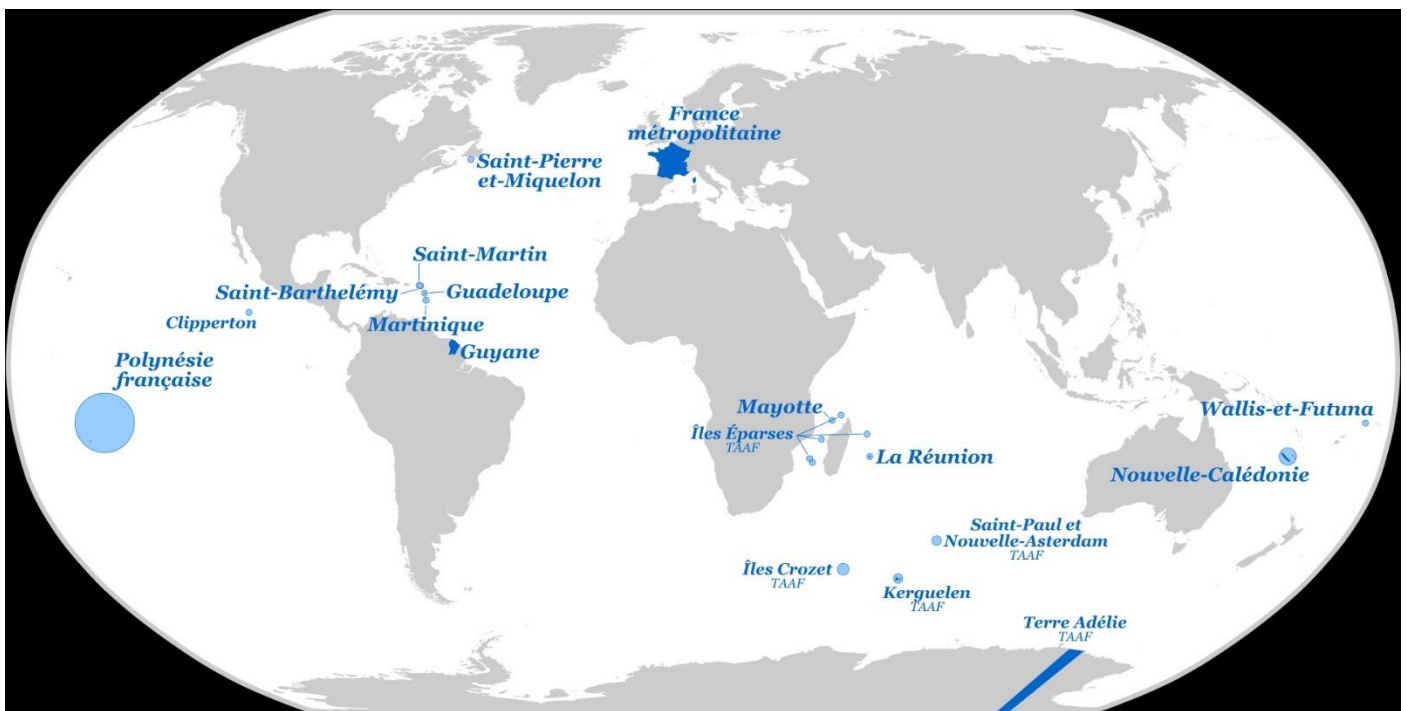 France
métropolitaine
Saint-Pierre
et-Miquelon
Saint-Martin
Saint-Barthelémy
Guadeloupe
Clipperton
Martinique
Guyane
Polynésie
française
Mayotte
Îles Éparses
TAAF
La Réunion
Wallis-et-Futuna
Nouvelle-Calédonie
Saint-Paul et
Nouvelle-Asterdam
TAAF
Îles Crozet
TAAF
Kerguelen
TAAF
Terre Adélie
TAAF